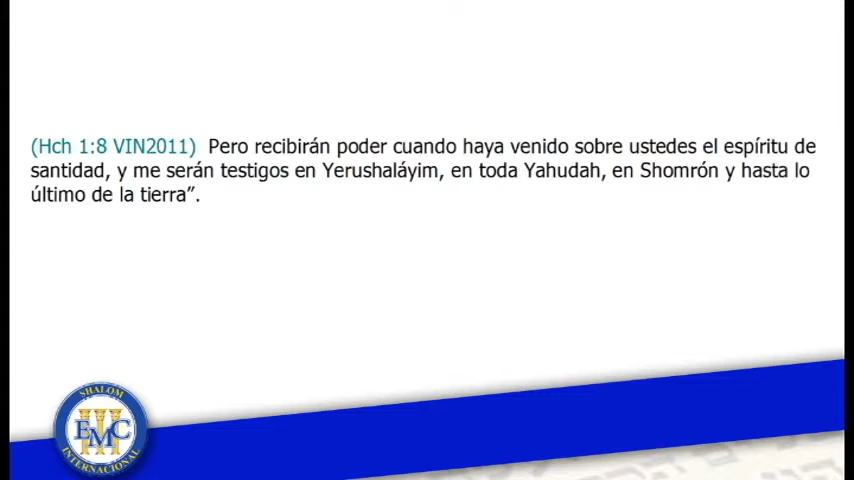 (Hch 1:8 VIN2011) Pero recibirán poder cuando haya venido sobre ustedes el espíritu de
santidad, y me serán testigos en Yerushaláyim, en toda Yahudah, en Shomrón y hasta lo
último de la tierra”.
SHALOM
EMC
INTERNACIONAL